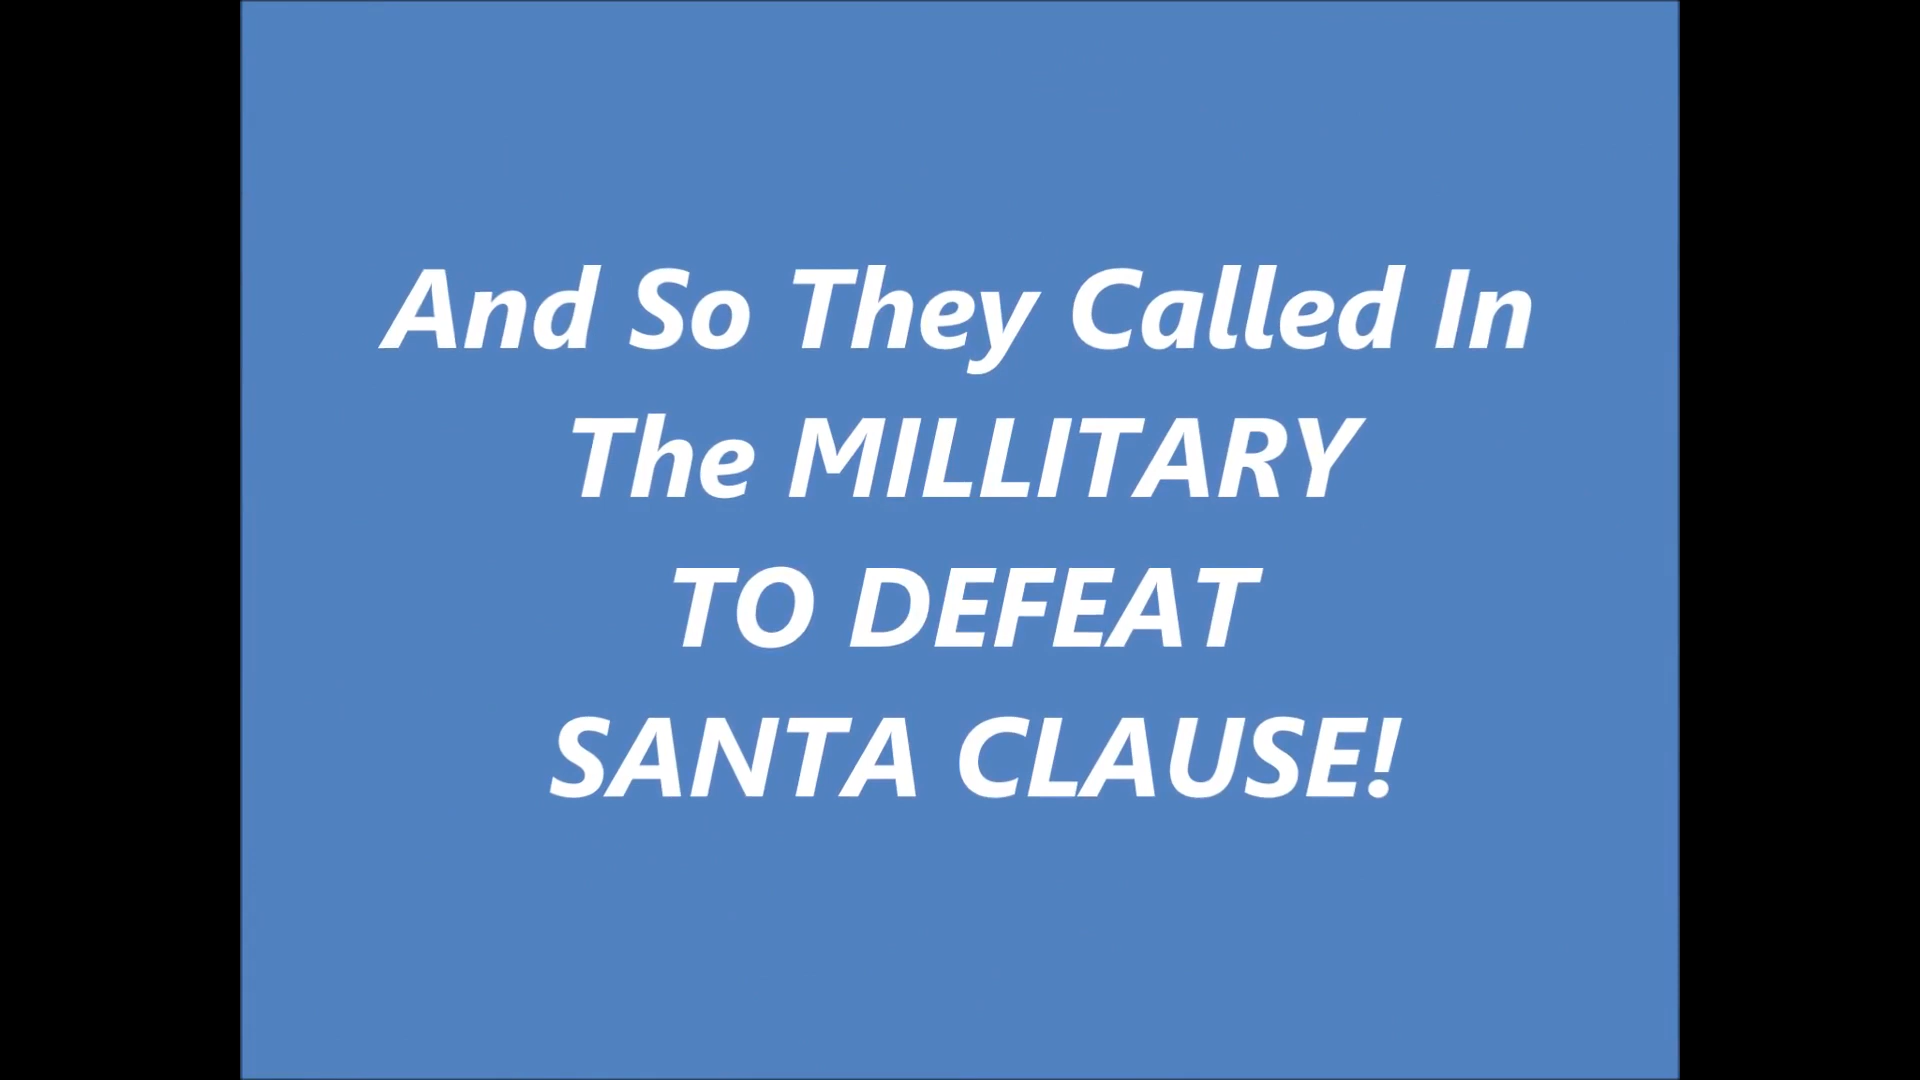 And So They Called In
The MILLITARY
TO DEFEAT
SANTA CLAUSE!